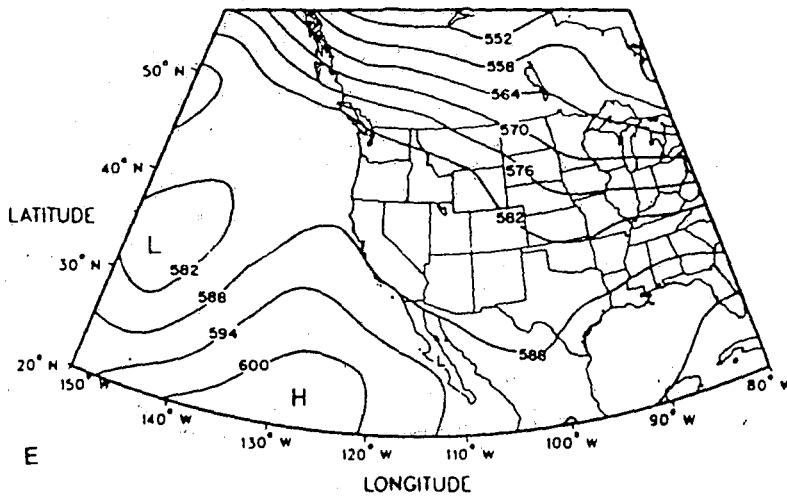 552
558
50° N
564
570
40° N
576
LATITUDE
582
L
30° N
582
588
594
588
20° N
600
L
150° W
H
80° W
140° W
90° W
130° W
120° W
110° W
100° W
E
LONGITUDE